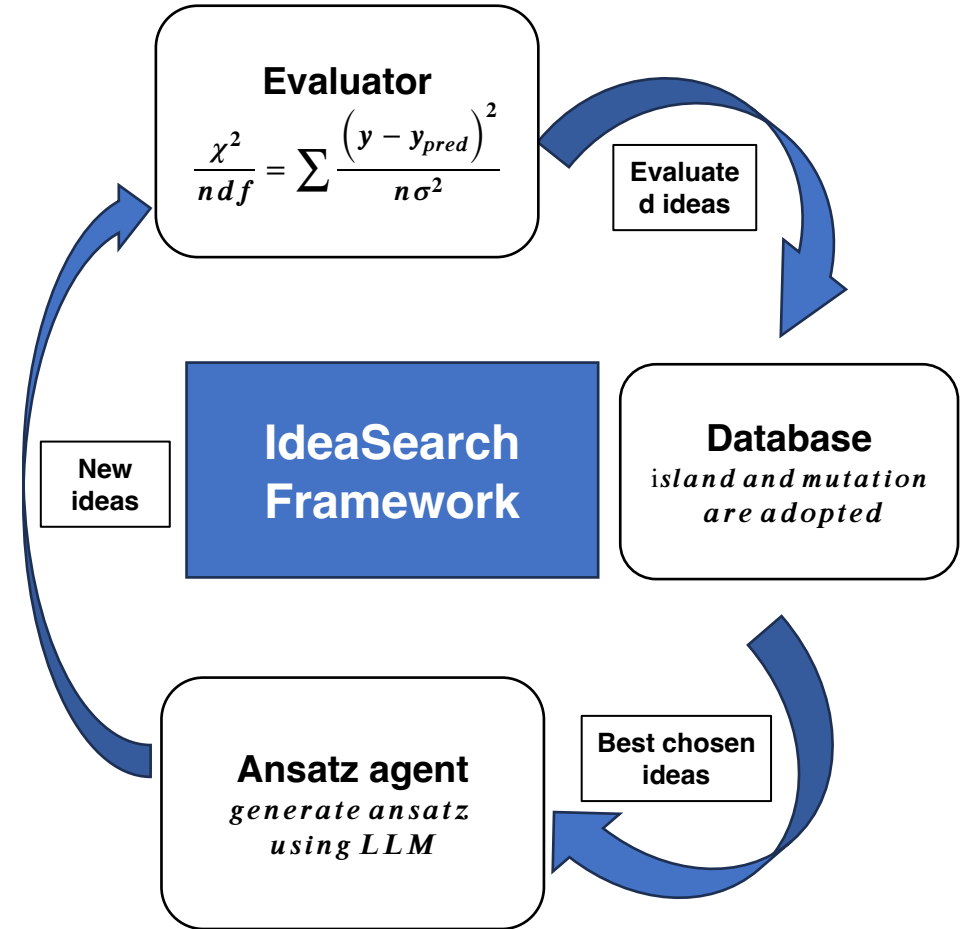 Evaluator
χ²/ndf = ∑ (y − y_pred)²/nσ²
Evaluate
d ideas
IdeaSearch
Framework
Database
island and mutation
are adopted
New
ideas
Best chosen
ideas
Ansatz agent
generate ansatz
using LLM